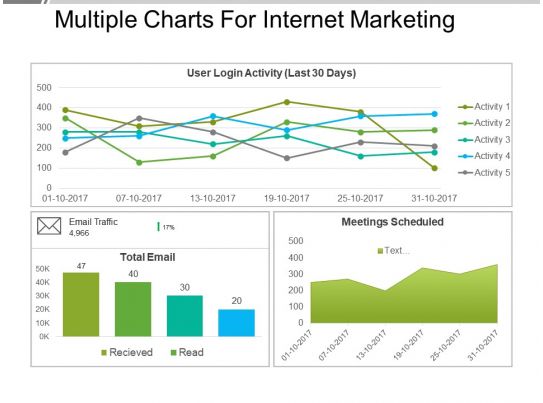 Multiple Charts For Internet Marketing
User Login Activity (Last 30 Days)
500
400
300
200
100
0
01-10-2017 07-10-2017 13-10-2017 19-10-2017 25-10-2017 31-10-2017
Activity 1
Activity 2
Activity 3
Activity 4
Activity 5
Email Traffic
4,966
17%
Total Email
50K
40K
30K
20K
10K
0K
47
40
30
20
Recieved Read
Meetings Scheduled
500
400
300
200
100
0
Text...
01-10-2017
07-10-2017
13-10-2017
19-10-2017
25-10-2017
31-10-2017